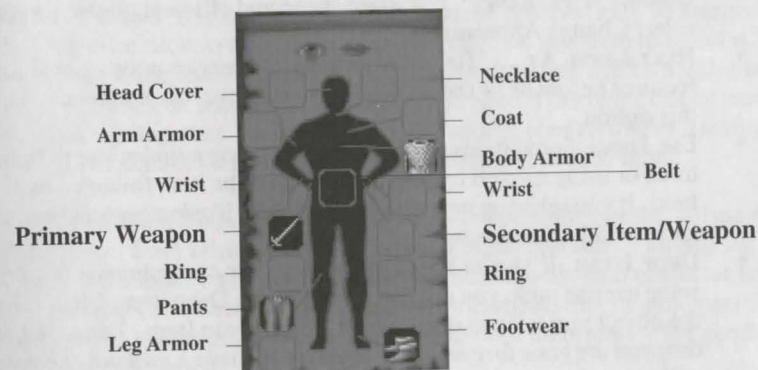 Head Cover
Necklace
Arm Armor
Coat
Body Armor
Belt
Wrist
Wrist
Primary Weapon
Secondary Item/Weapon
Ring
Ring
Pants
Footwear
Leg Armor